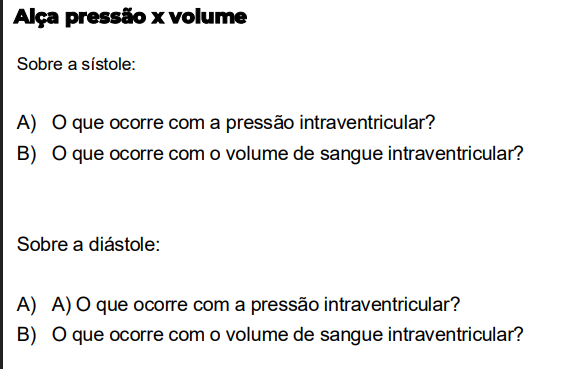 Alça pressão x volume
Sobre a sístole:
A) O que ocorre com a pressão intraventricular?
B) O que ocorre com o volume de sangue intraventricular?
Sobre a diástole:
A) A) O que ocorre com a pressão intraventricular?
B) O que ocorre com o volume de sangue intraventricular?